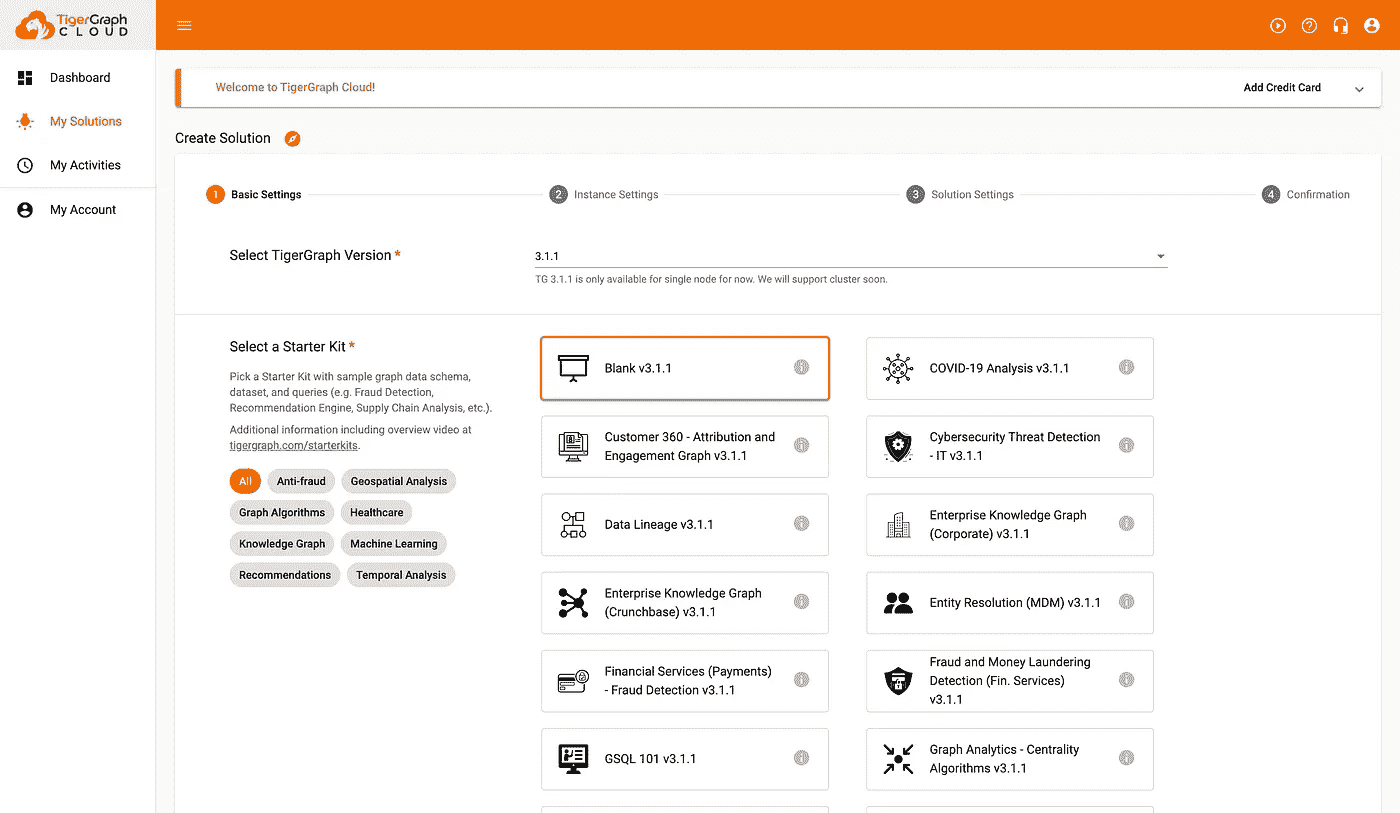 TigerGraph
CLOUD
Dashboard
My Solutions
My Activities
My Account
Welcome to TigerGraph Cloud!
Add Credit Card
Create Solution
1 Basic Settings
2 Instance Settings
3 Solution Settings
4 Confirmation
Select TigerGraph Version *
3.1.1
TG 3.1.1 is only available for single node for now. We will support cluster soon.
Select a Starter Kit *
Pick a Starter Kit with sample graph data schema,
dataset, and queries (e.g. Fraud Detection,
Recommendation Engine, Supply Chain Analysis, etc.).
Additional information including overview video at
tigergraph.com/starterkits.
All
Anti-fraud
Geospatial Analysis
Graph Algorithms
Healthcare
Knowledge Graph
Machine Learning
Recommendations
Temporal Analysis
Blank v3.1.1
COVID-19 Analysis v3.1.1
Customer 360 - Attribution and
Engagement Graph v3.1.1
Cybersecurity Threat Detection
- IT v3.1.1
Data Lineage v3.1.1
Enterprise Knowledge Graph
(Corporate) v3.1.1
Enterprise Knowledge Graph
(Crunchbase) v3.1.1
Entity Resolution (MDM) v3.1.1
Financial Services (Payments)
- Fraud Detection v3.1.1
Fraud and Money Laundering
Detection (Fin. Services)
v3.1.1
GSQL 101 v3.1.1
Graph Analytics - Centrality
Algorithms v3.1.1